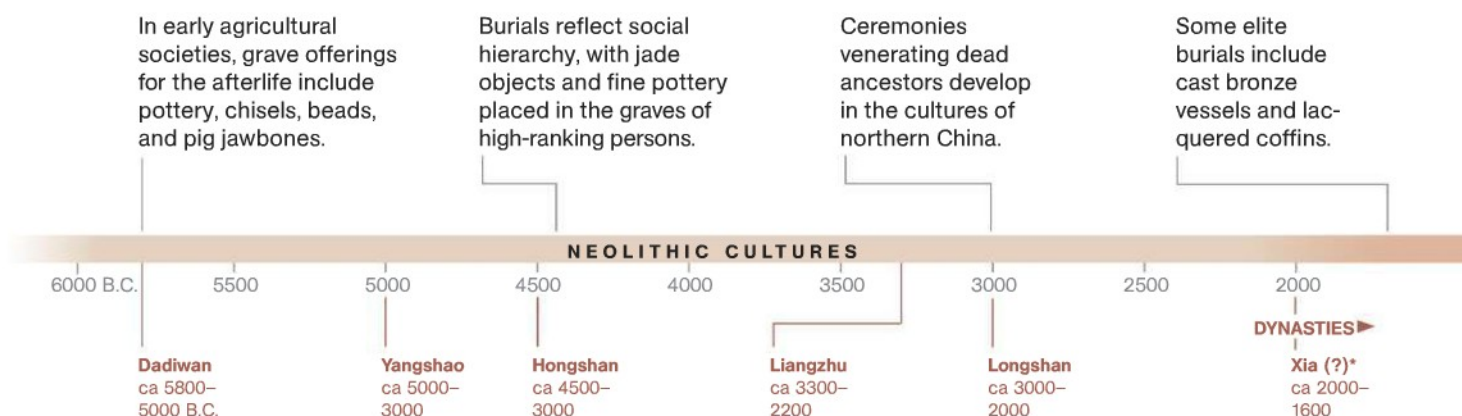 In early agricultural
societies, grave offerings
for the afterlife include
pottery, chisels, beads,
and pig jawbones.
Burials reflect social
hierarchy, with jade
objects and fine pottery
placed in the graves of
high-ranking persons.
Ceremonies
venerating dead
ancestors develop
in the cultures of
northern China.
Some elite
burials include
cast bronze
vessels and lac-
quered coffins.
NEOLITHIC CULTURES
6000 B.C. 5500 5000 4500 4000 3500 3000 2500 2000
DYNASTIES►
Dadiwan
ca 5800–
5000 B.C.
Yangshao
ca 5000–
3000
Hongshan
ca 4500–
3000
Liangzhu
ca 3300–
2200
Longshan
ca 3000–
2000
Xia (?)*
ca 2000–
1600